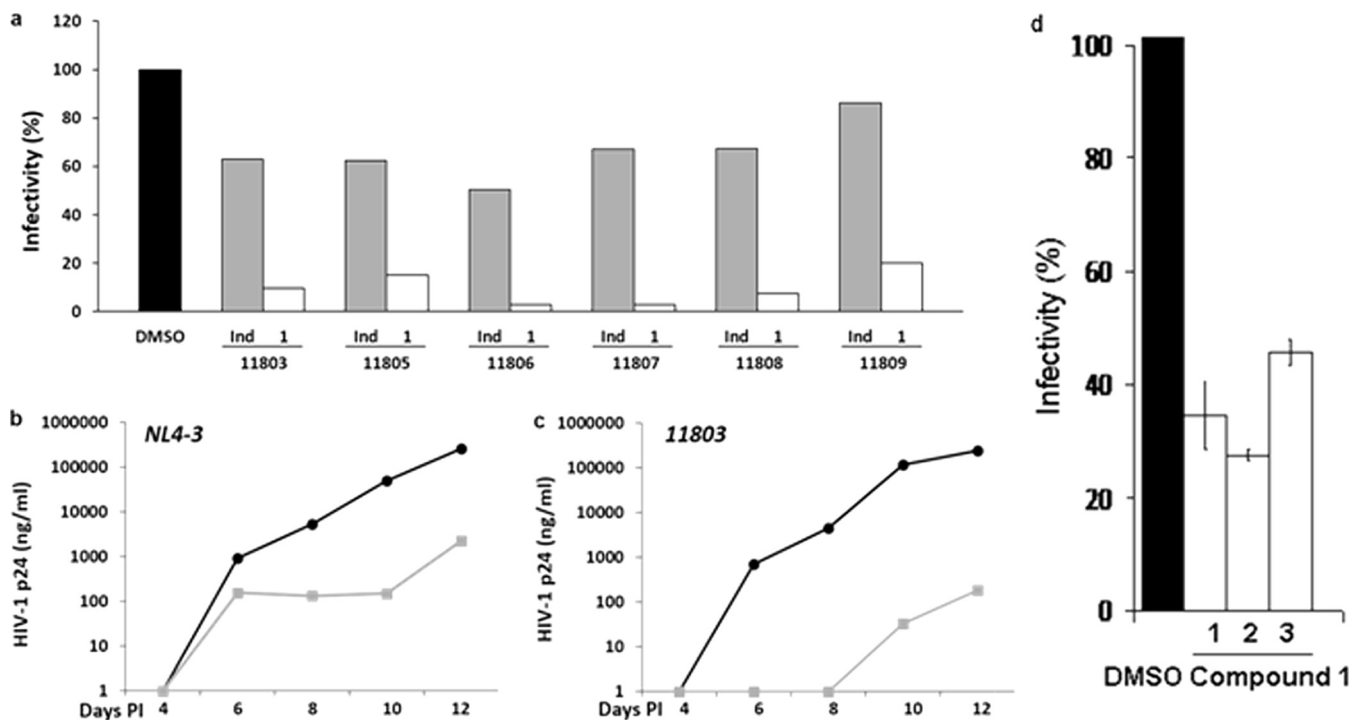 a
120
100
80
60
40
20
0
Infectivity (%)
DMSO Ind 1 Ind 1 Ind 1 Ind 1 Ind 1 Ind 1
11803 11805 11806 11807 11808 11809
b
NL4-3
1000000
100000
10000
1000
100
10
1
HIV-1 p24 (ng/ml)
Days PI 4 6 8 10 12
c
11803
1000000
100000
10000
1000
100
10
1
HIV-1 p24 (ng/ml)
Days PI 4 6 8 10 12
d
100
80
60
40
20
0
Infectivity (%)
1 2 3
DMSO Compound 1